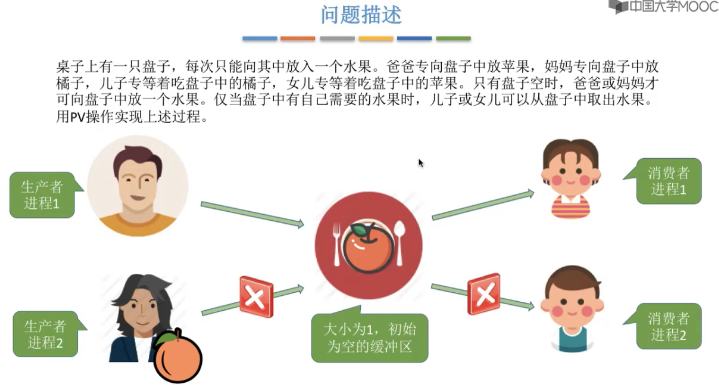 中国大学MOOC
问题描述
桌子上有一只盘子，每次只能向其中放入一个水果。爸爸专向盘子中放苹果，妈妈专向盘子中放
橘子，儿子专等着吃盘子中的橘子，女儿专等着吃盘子中的苹果。只有盘子空时，爸爸或妈妈才
可向盘子中放一个水果。仅当盘子中有自己需要的水果时，儿子或女儿可以从盘子中取出水果。
用PV操作实现上述过程。
生产者
进程1
消费者
进程1
生产者
进程2
大小为1，初始
为空的缓冲区
消费者
进程2